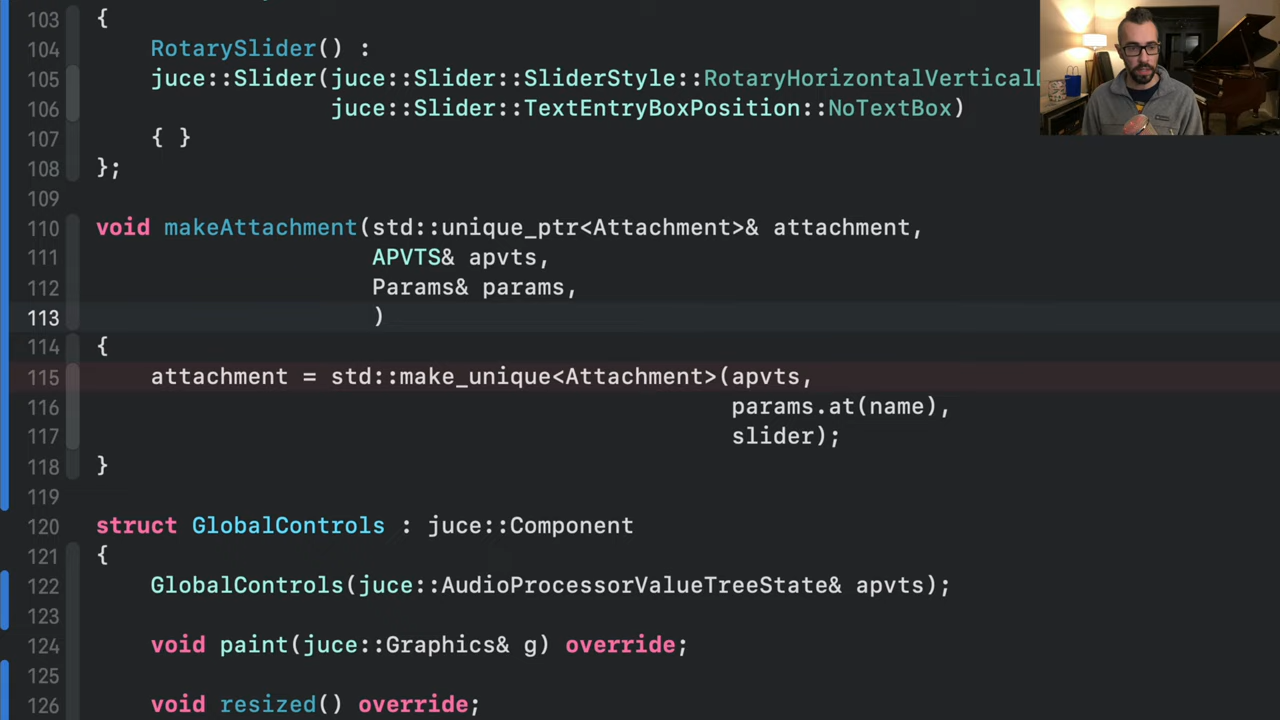 103 {
104 RotarySlider() :
105 juce::Slider(juce::Slider::SliderStyle::RotaryHorizontalVertical
106 juce::Slider::TextEntryBoxPosition::NoTextBox)
107 { }
108 };
109
110 void makeAttachment(std::unique_ptr<Attachment>& attachment,
111 APVTS& apvts,
112 Params& params,
113 )
114 {
115 attachment = std::make_unique<Attachment>(apvts,
116 params.at(name),
117 slider);
118 }
119
120 struct GlobalControls : juce::Component
121 {
122 GlobalControls(juce::AudioProcessorValueTreeState& apvts);
123
124 void paint(juce::Graphics& g) override;
125
126 void resized() override;